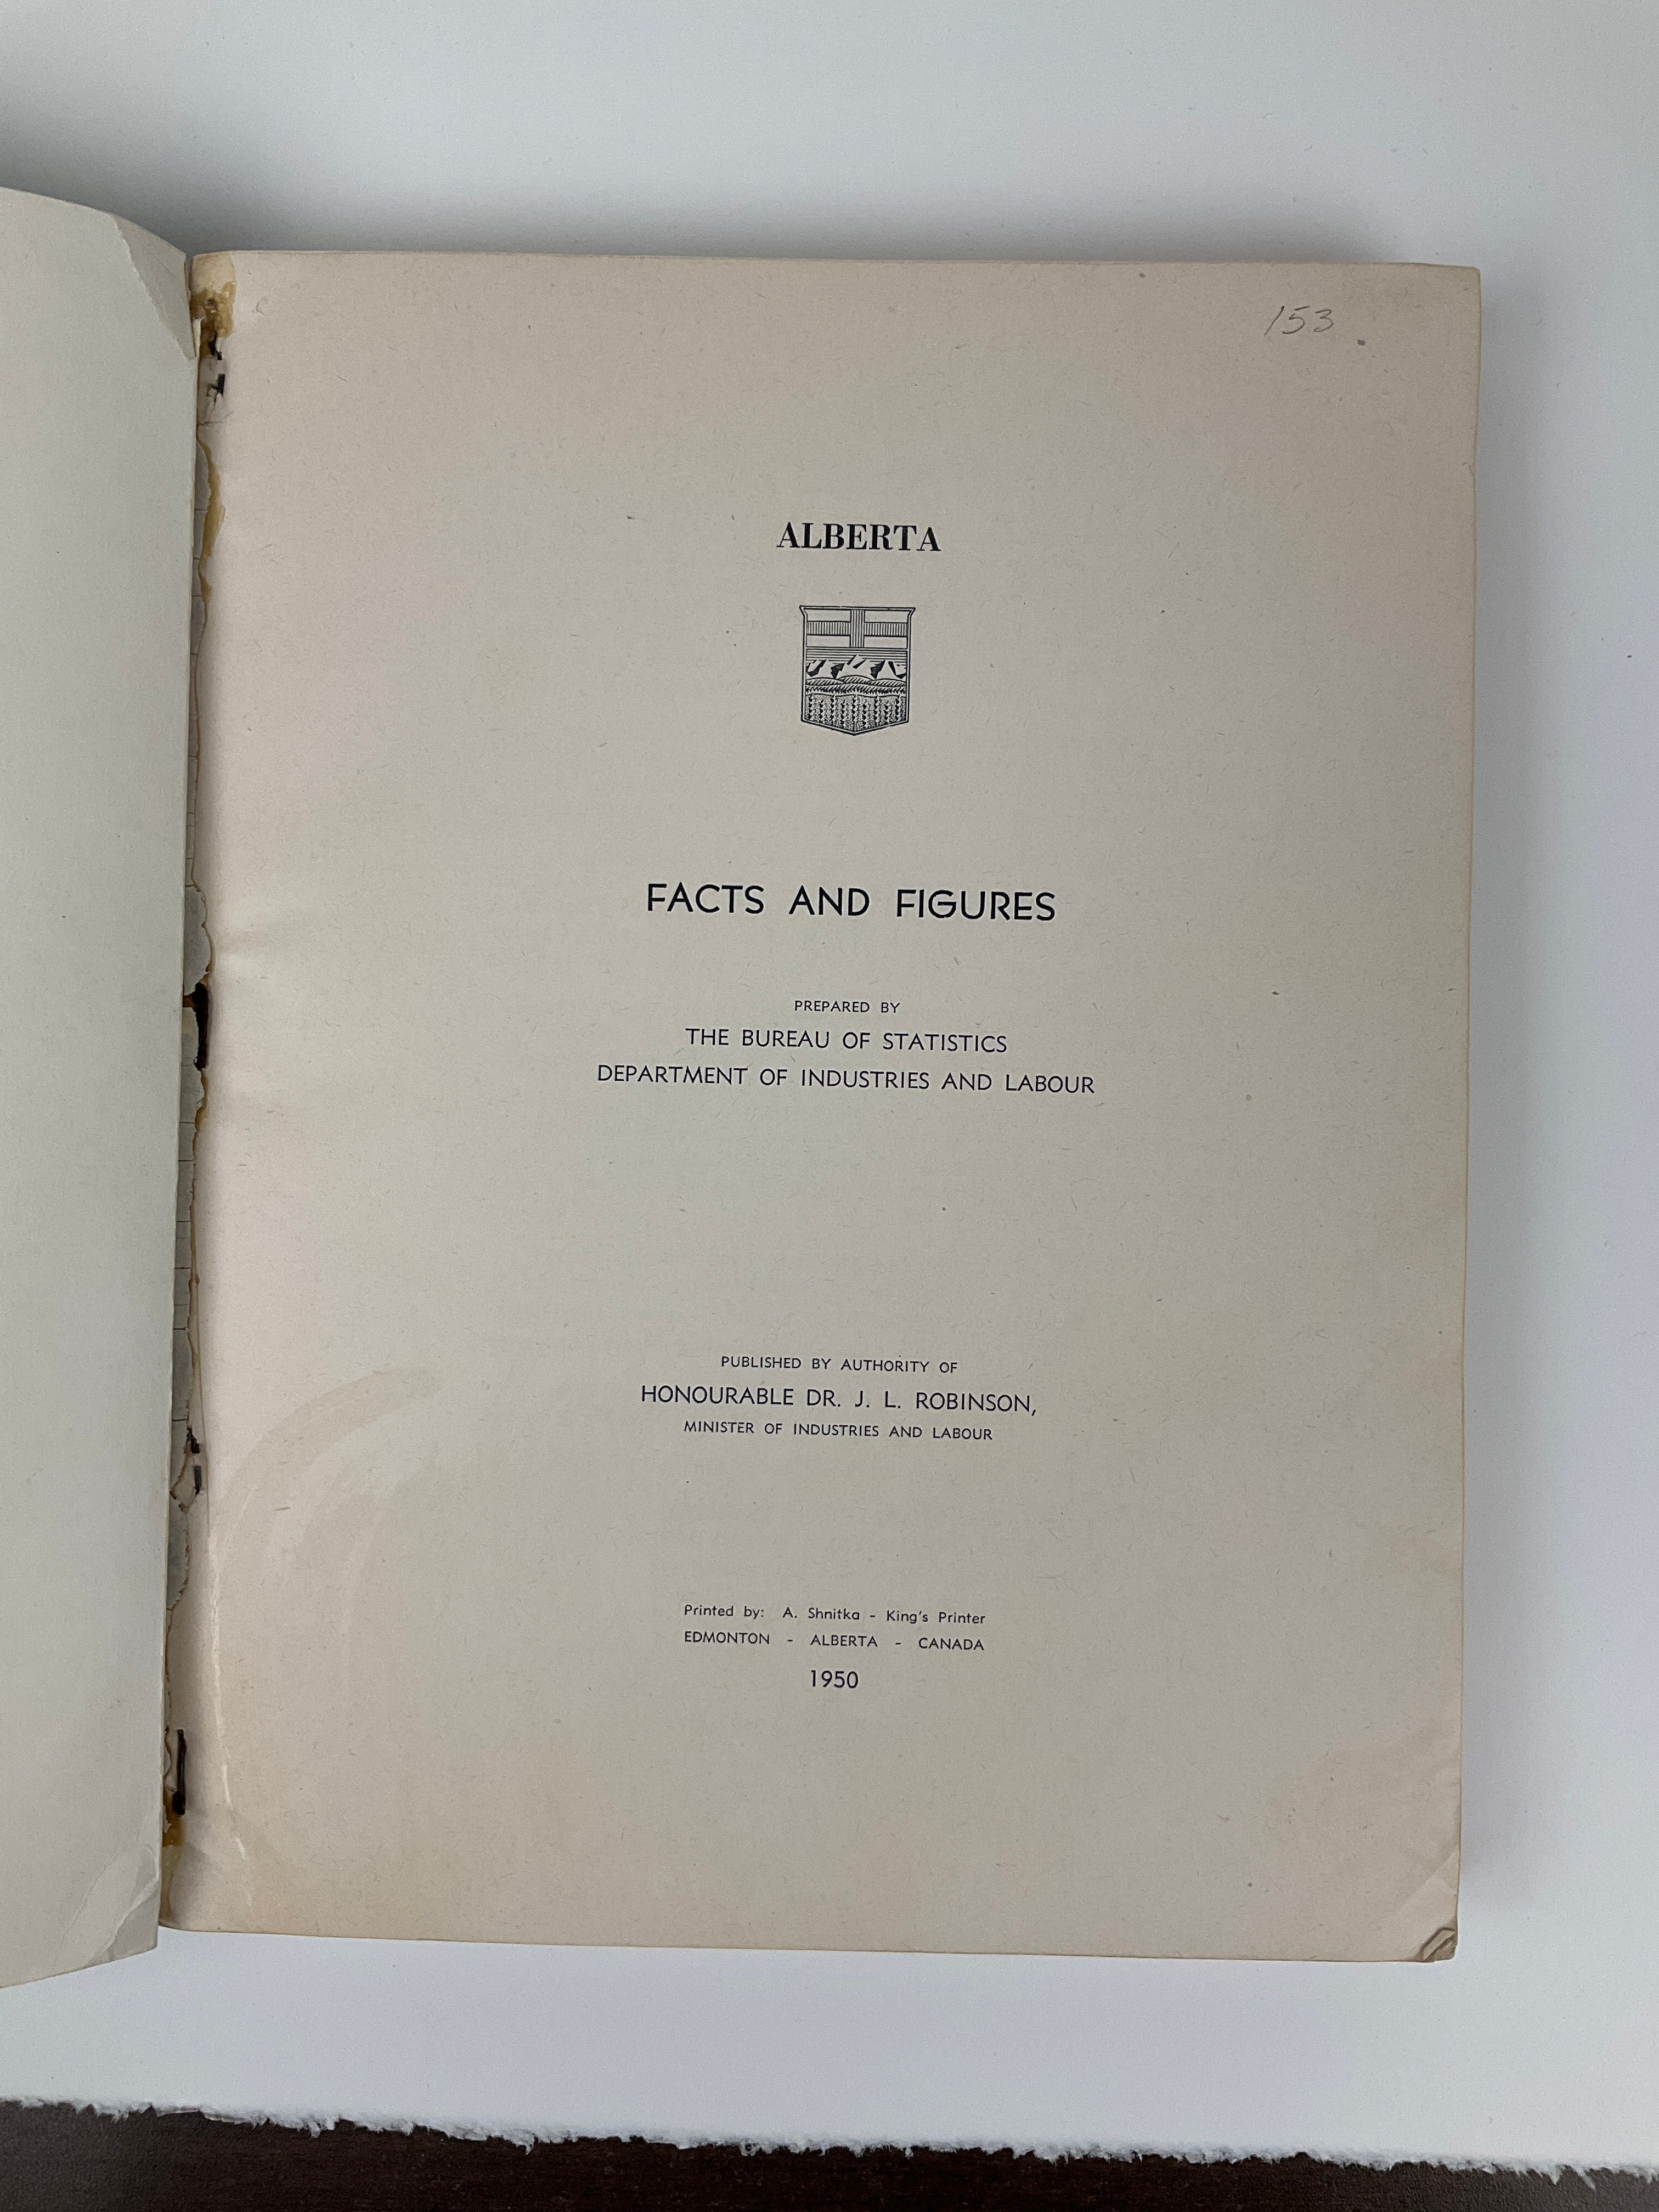 153
ALBERTA
FACTS AND FIGURES
PREPARED BY
THE BUREAU OF STATISTICS
DEPARTMENT OF INDUSTRIES AND LABOUR
PUBLISHED BY AUTHORITY OF
HONOURABLE DR. J. L. ROBINSON,
MINISTER OF INDUSTRIES AND LABOUR
Printed by: A. Shnitka - King's Printer
EDMONTON - ALBERTA - CANADA
1950